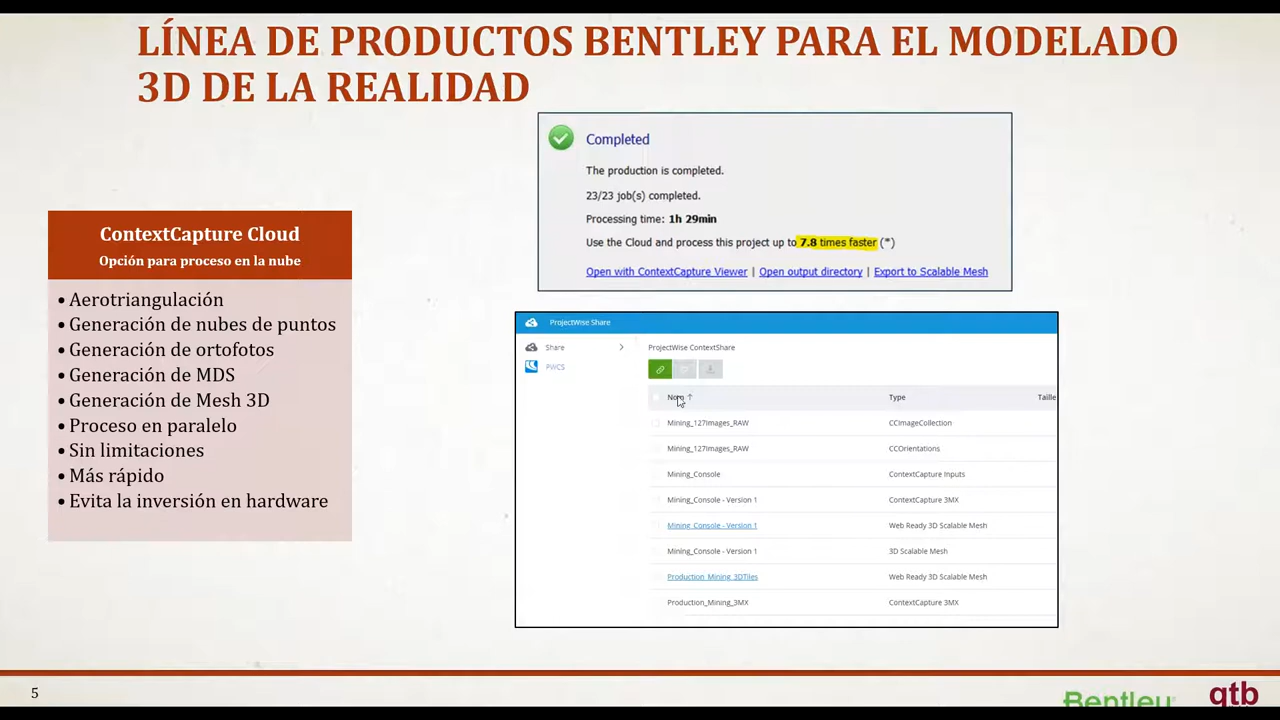 LÍNEA DE PRODUCTOS BENTLEY PARA EL MODELADO
3D DE LA REALIDAD
ContextCapture Cloud
Opción para proceso en la nube
• Aerotriangulación
• Generación de nubes de puntos
• Generación de ortofotos
• Generación de MDS
• Generación de Mesh 3D
• Proceso en paralelo
• Sin limitaciones
• Más rápido
• Evita la inversión en hardware
Completed
The production is completed.
23/23 job(s) completed.
Processing time: 1h 29min
Use the Cloud and process this project up to 7.8 times faster (*)
Open with ContextCapture Viewer | Open output directory | Export to Scalable Mesh
ProjectWise Share
Share
PWCS
ProjectWise ContextShare
Nom Type Taille
Mining_127Images_RAW CCImageCollection
Mining_127Images_RAW CCOrientations
Mining_Console ContextCapture Inputs
Mining_Console - Version 1 ContextCapture 3MX
Mining_Console - Version 1 Web Ready 3D Scalable Mesh
Mining_Console - Version 1 3D Scalable Mesh
Production_Mining_3DTiles Web Ready 3D Scalable Mesh
Production_Mining_3MX ContextCapture 3MX
5
Bentley
qtb